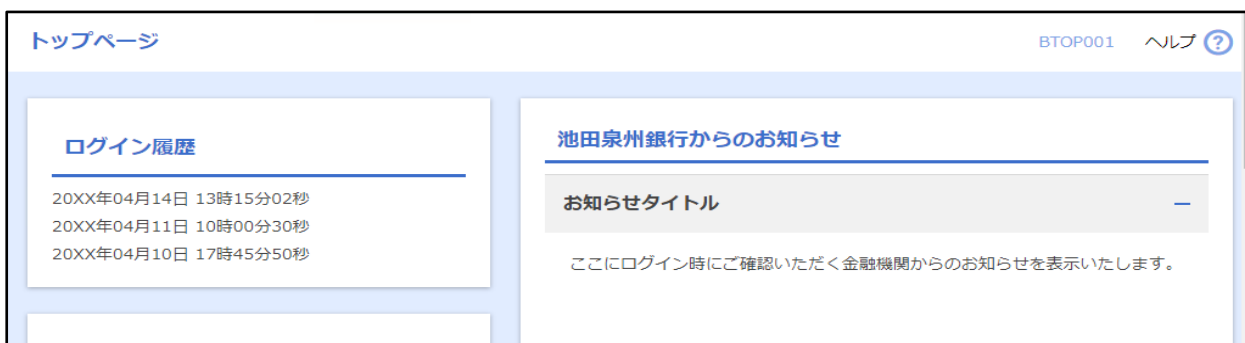 トップページ
BTOP001 ヘルプ ?
ログイン履歴
20XX年04月14日 13時15分02秒
20XX年04月11日 10時00分30秒
20XX年04月10日 17時45分50秒
池田泉州銀行からのお知らせ
お知らせタイトル
ここにログイン時にご確認いただく金融機関からのお知らせを表示いたします。